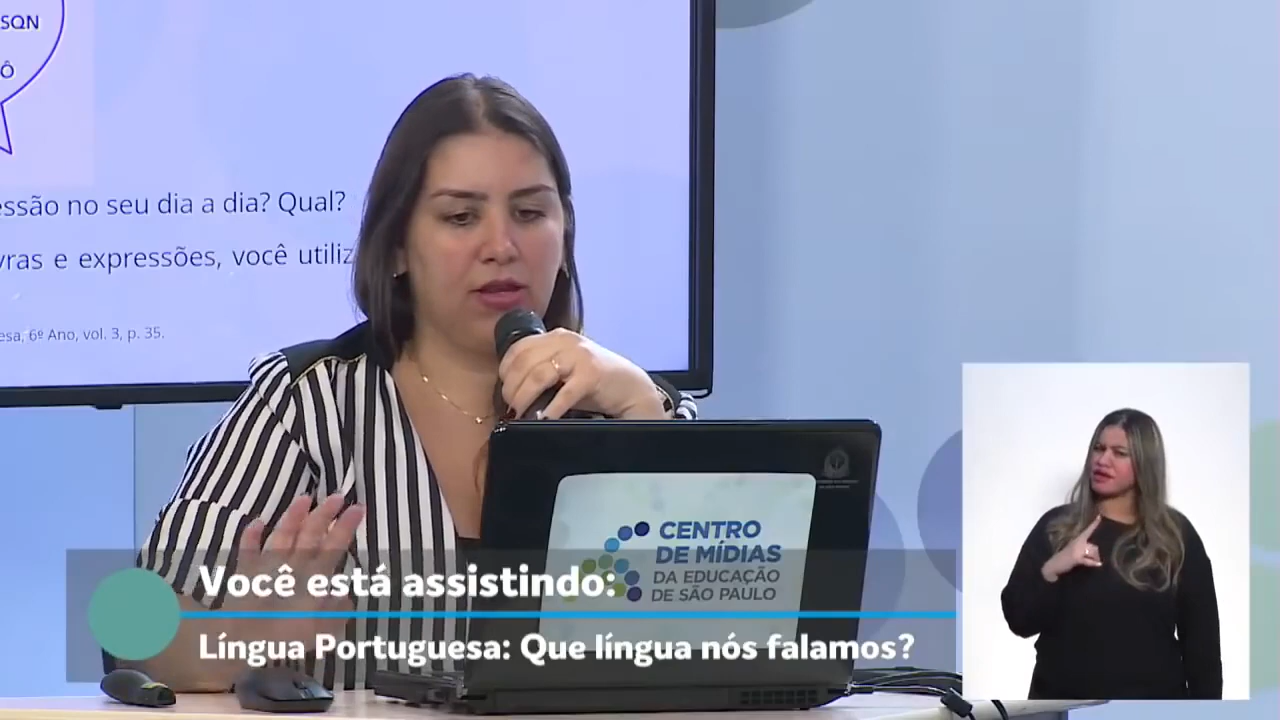 SQN
Ô
essão no seu dia a dia? Qual?
vras e expressões, você utiliz
esa, 6º Ano, vol. 3, p. 35.
CENTRO
DE MÍDIAS
DA EDUCAÇÃO
DE SÃO PAULO
Você está assistindo:
Língua Portuguesa: Que língua nós falamos?